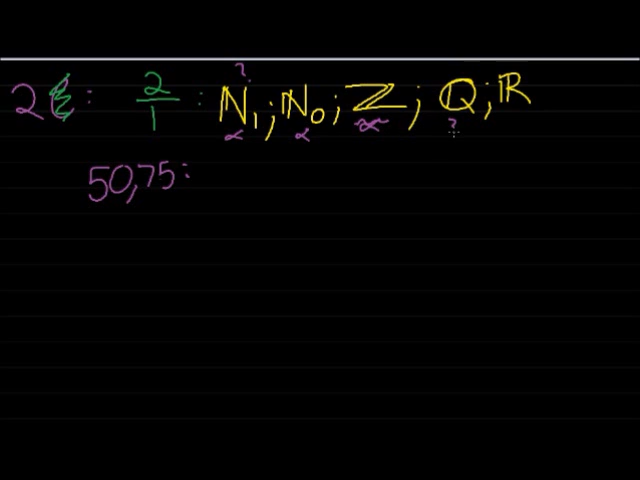 2 : 2/1 : ℕ₁; ℕ₀; ℤ; ℚ; ℝ
50,75: